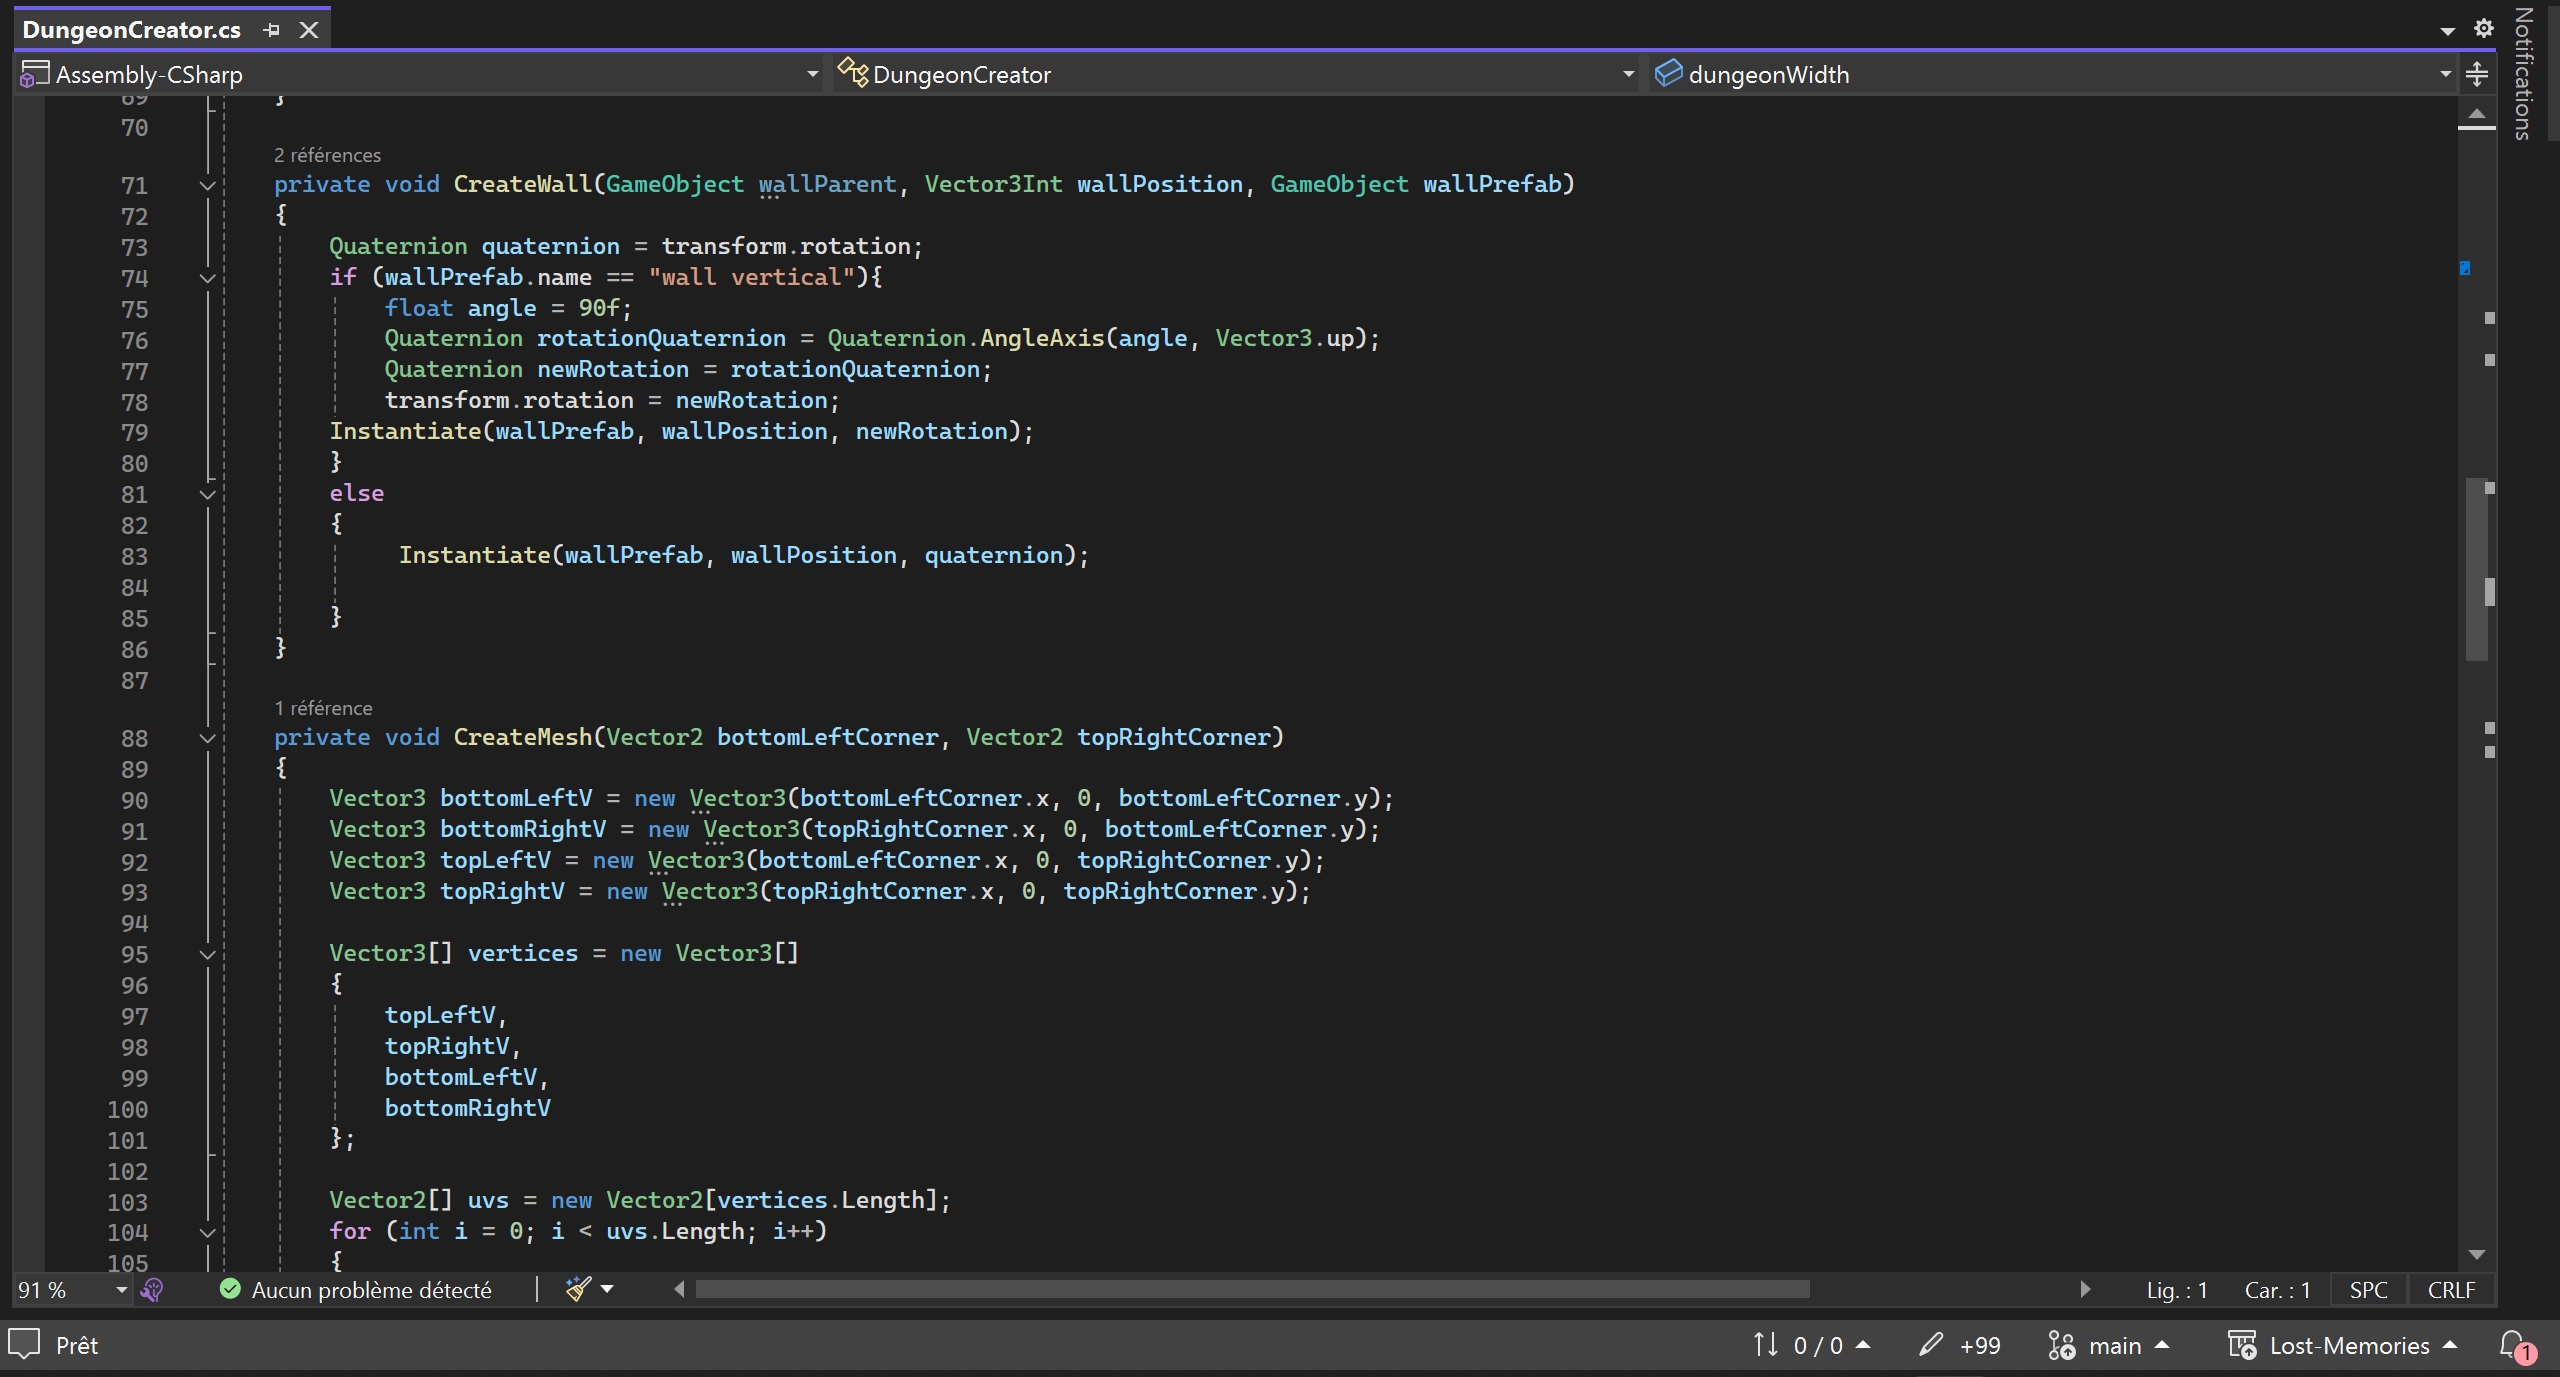 DungeonCreator.cs
Notifications
Assembly-CSharp DungeonCreator dungeonWidth
69 }
70
2 références
71 private void CreateWall(GameObject wallParent, Vector3Int wallPosition, GameObject wallPrefab)
72 {
73 Quaternion quaternion = transform.rotation;
74 if (wallPrefab.name == "wall vertical"){
75 float angle = 90f;
76 Quaternion rotationQuaternion = Quaternion.AngleAxis(angle, Vector3.up);
77 Quaternion newRotation = rotationQuaternion;
78 transform.rotation = newRotation;
79 Instantiate(wallPrefab, wallPosition, newRotation);
80 }
81 else
82 {
83 Instantiate(wallPrefab, wallPosition, quaternion);
84
85 }
86 }
87
1 référence
88 private void CreateMesh(Vector2 bottomLeftCorner, Vector2 topRightCorner)
89 {
90 Vector3 bottomLeftV = new Vector3(bottomLeftCorner.x, 0, bottomLeftCorner.y);
91 Vector3 bottomRightV = new Vector3(topRightCorner.x, 0, bottomLeftCorner.y);
92 Vector3 topLeftV = new Vector3(bottomLeftCorner.x, 0, topRightCorner.y);
93 Vector3 topRightV = new Vector3(topRightCorner.x, 0, topRightCorner.y);
94
95 Vector3[] vertices = new Vector3[]
96 {
97 topLeftV,
98 topRightV,
99 bottomLeftV,
100 bottomRightV
101 };
102
103 Vector2[] uvs = new Vector2[vertices.Length];
104 for (int i = 0; i < uvs.Length; i++)
105 {
91 % Aucun problème détecté Lig. : 1 Car. : 1 SPC CRLF
Prêt 0 / 0 +99 main Lost-Memories 1